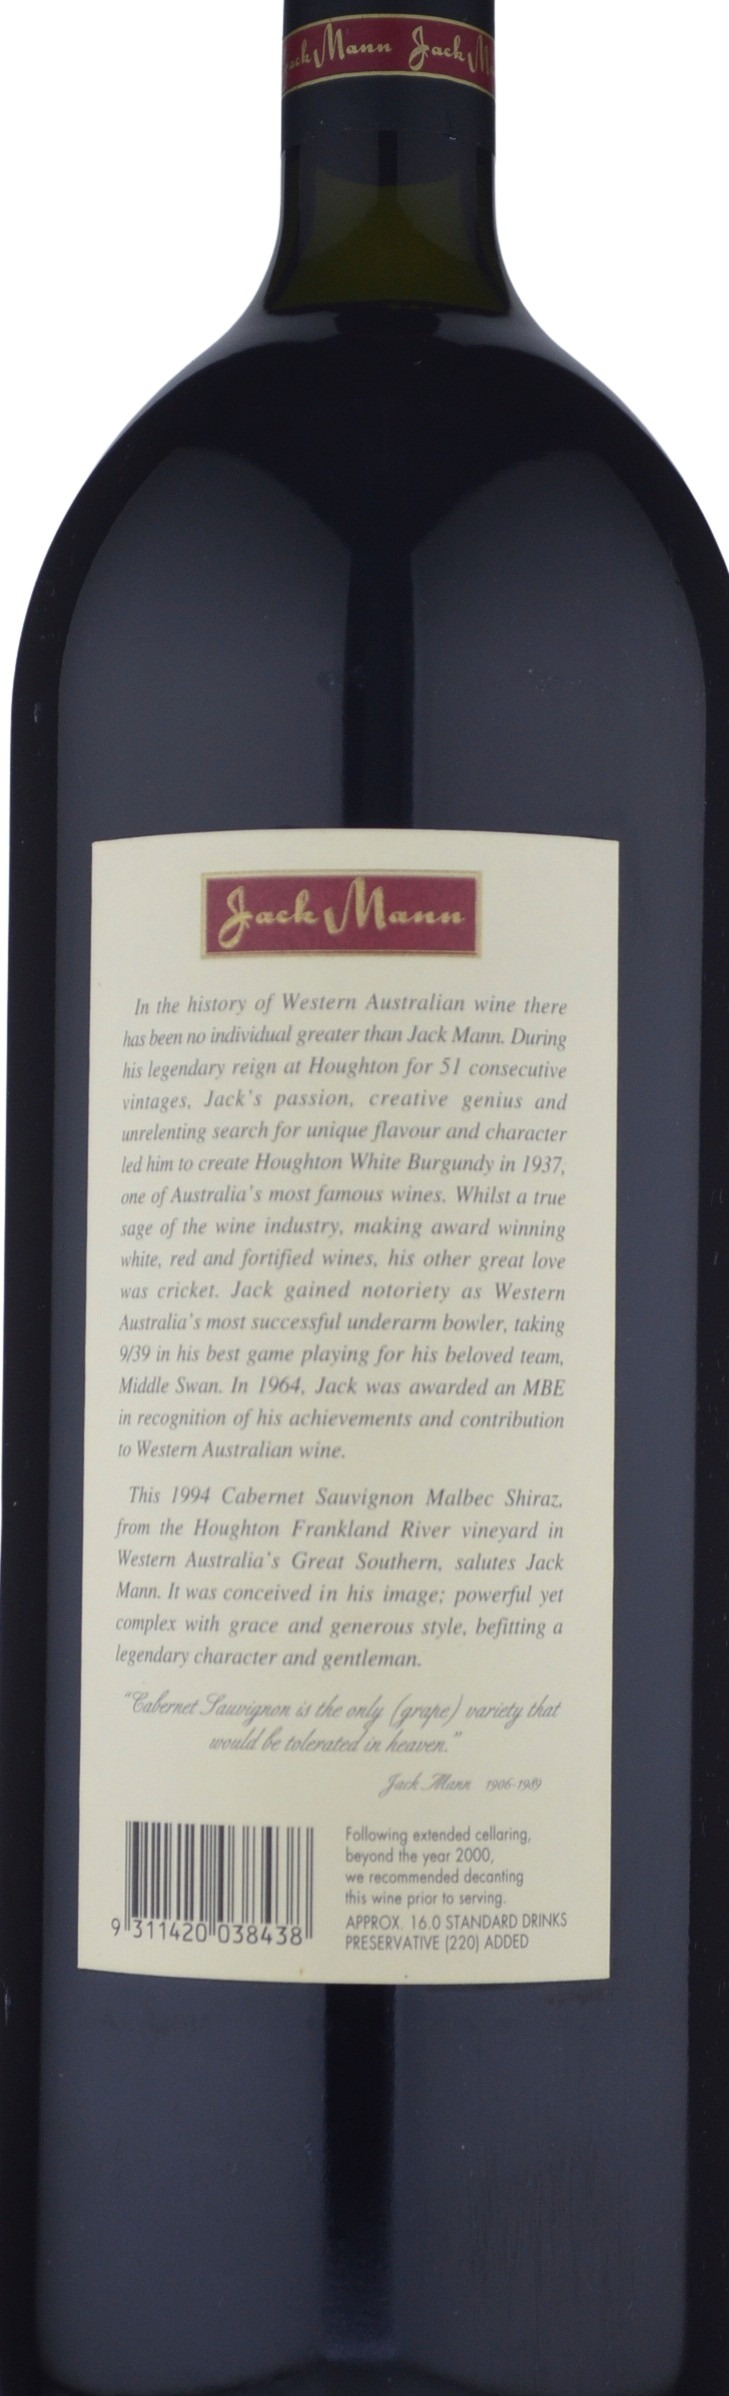 Jack Mann Jack M
Jack Mann
In the history of Western Australian wine there
has been no individual greater than Jack Mann. During
his legendary reign at Houghton for 51 consecutive
vintages, Jack's passion, creative genius and
unrelenting search for unique flavour and character
led him to create Houghton White Burgundy in 1937,
one of Australia's most famous wines. Whilst a true
sage of the wine industry, making award winning
white, red and fortified wines, his other great love
was cricket. Jack gained notoriety as Western
Australia's most successful underarm bowler, taking
9/39 in his best game playing for his beloved team,
Middle Swan. In 1964, Jack was awarded an MBE
in recognition of his achievements and contribution
to Western Australian wine.
This 1994 Cabernet Sauvignon Malbec Shiraz,
from the Houghton Frankland River vineyard in
Western Australia's Great Southern, salutes Jack
Mann. It was conceived in his image; powerful yet
complex with grace and generous style, befitting a
legendary character and gentleman.
"Cabernet Sauvignon is the only (grape) variety that
would be tolerated in heaven."
Jack Mann 1906-1989
Following extended cellaring,
beyond the year 2000,
we recommended decanting
this wine prior to serving.
APPROX. 16.0 STANDARD DRINKS
PRESERVATIVE (220) ADDED
9 311420 038438